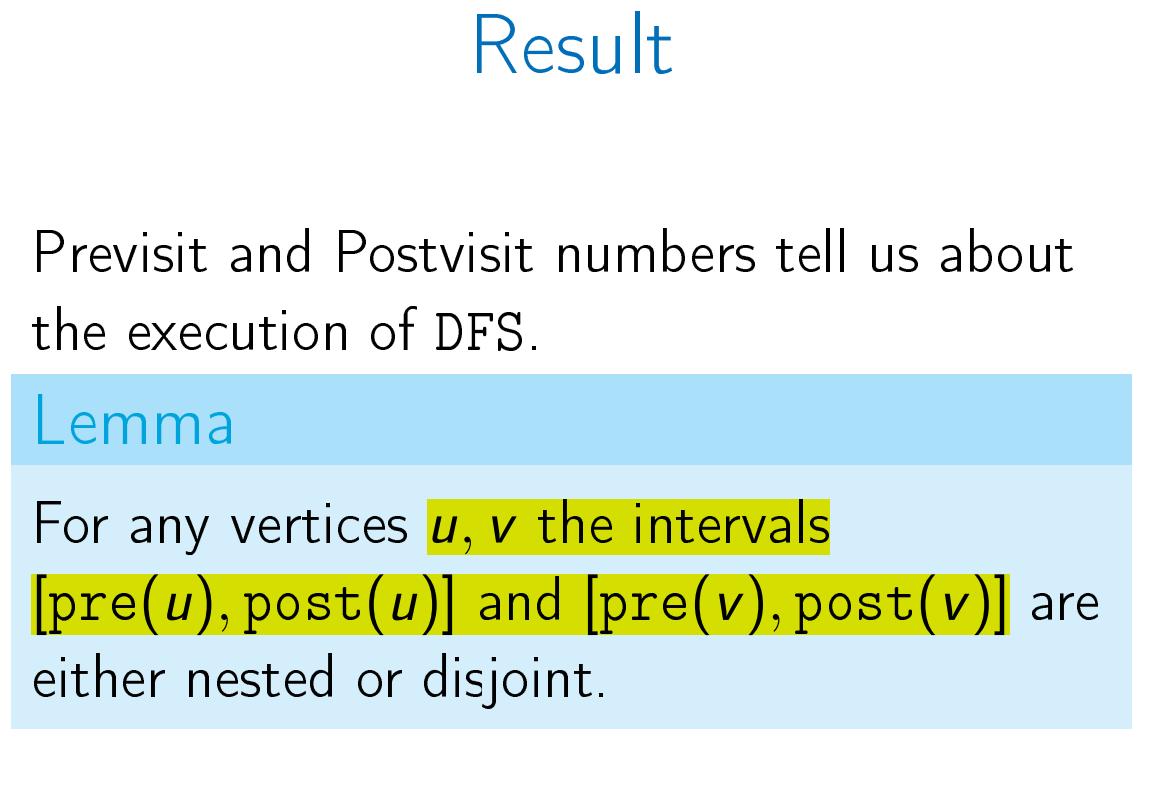 Result
Previsit and Postvisit numbers tell us about
the execution of DFS.
Lemma
For any vertices u, v the intervals
[pre(u), post(u)] and [pre(v), post(v)] are
either nested or disjoint.